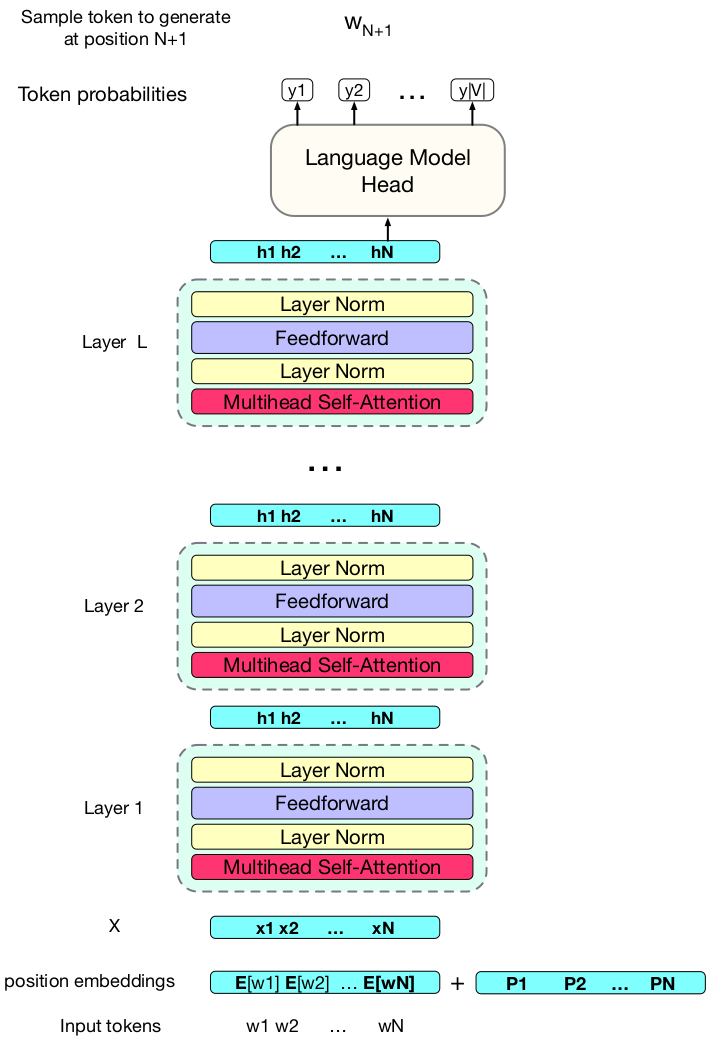 Sample token to generate
at position N+1
wN+1
Token probabilities
y1 y2 ... y|V|
Language Model
Head
h1 h2 ... hN
Layer L
Layer Norm
Feedforward
Layer Norm
Multihead Self-Attention
...
h1 h2 ... hN
Layer 2
Layer Norm
Feedforward
Layer Norm
Multihead Self-Attention
h1 h2 ... hN
Layer 1
Layer Norm
Feedforward
Layer Norm
Multihead Self-Attention
X
x1 x2 ... xN
position embeddings
E[w1] E[w2] ... E[wN] + P1 P2 ... PN
Input tokens
w1 w2 ... wN